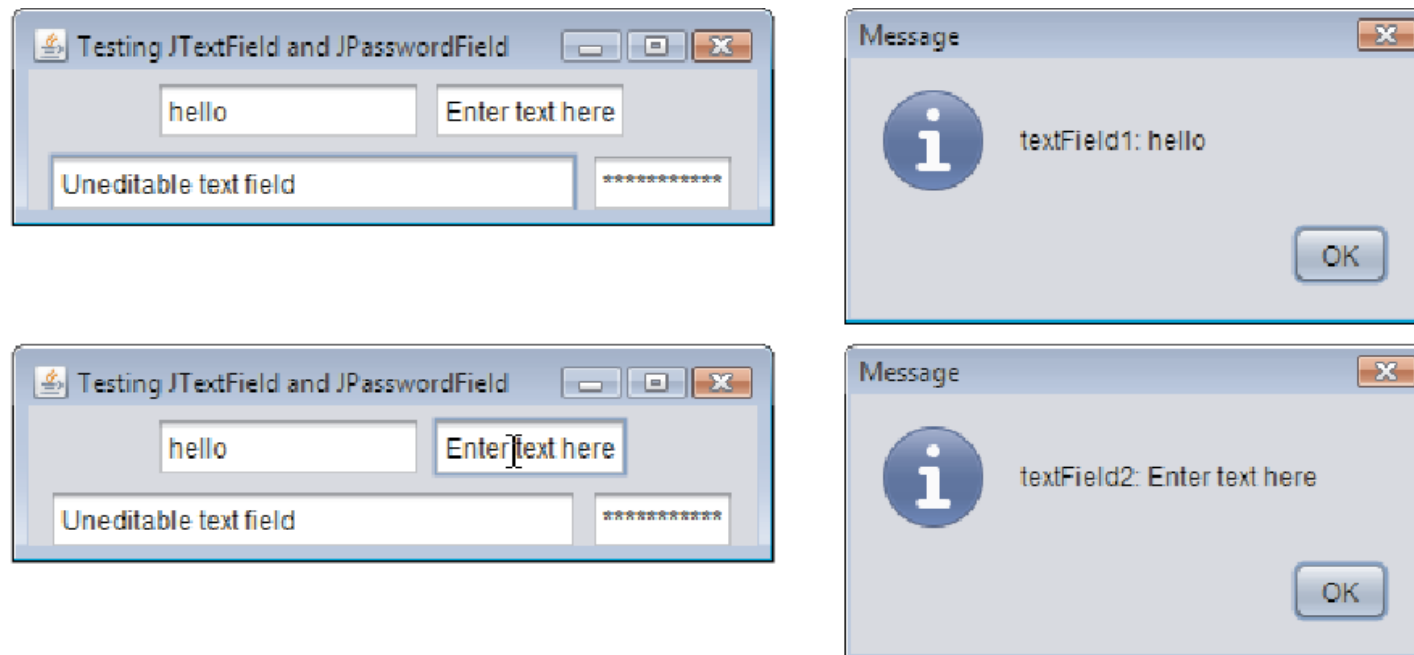 Testing JTextField and JPasswordField
hello
Enter text here
Uneditable text field
***********
Message
textField1: hello
OK
Testing JTextField and JPasswordField
hello
Enter text here
Uneditable text field
***********
Message
textField2: Enter text here
OK